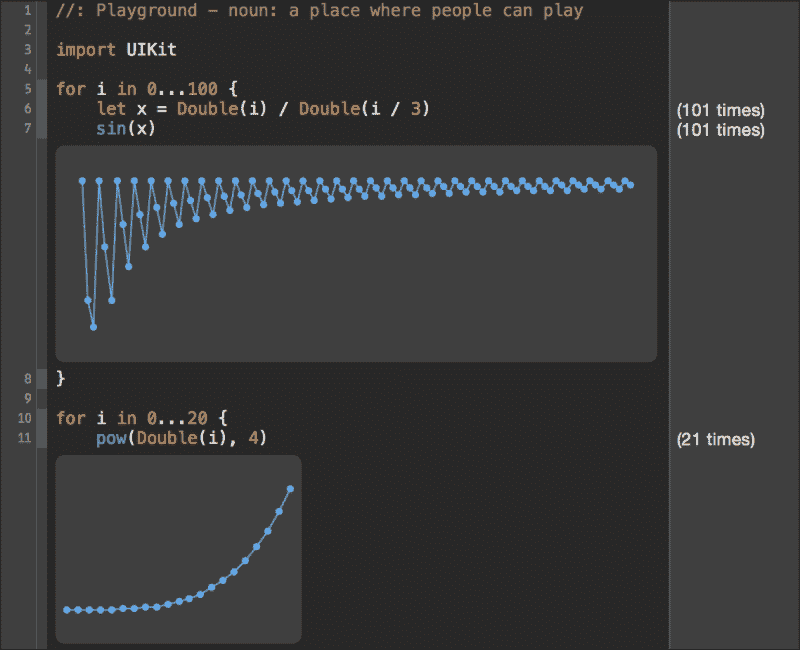 1 //: Playground – noun: a place where people can play
2
3 import UIKit
4
5 for i in 0...100 {
6 let x = Double(i) / Double(i / 3) (101 times)
7 sin(x) (101 times)
8 }
9
10 for i in 0...20 {
11 pow(Double(i), 4) (21 times)